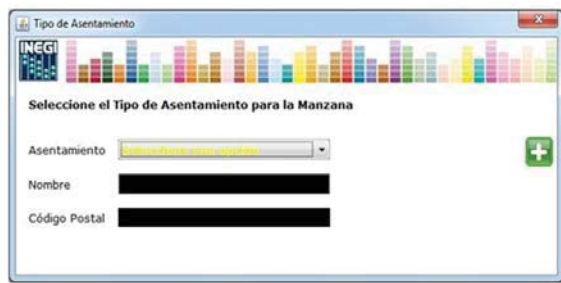 Tipo de Asentamiento
INEGI
Seleccione el Tipo de Asentamiento para la Manzana
Asentamiento
Nombre
Código Postal